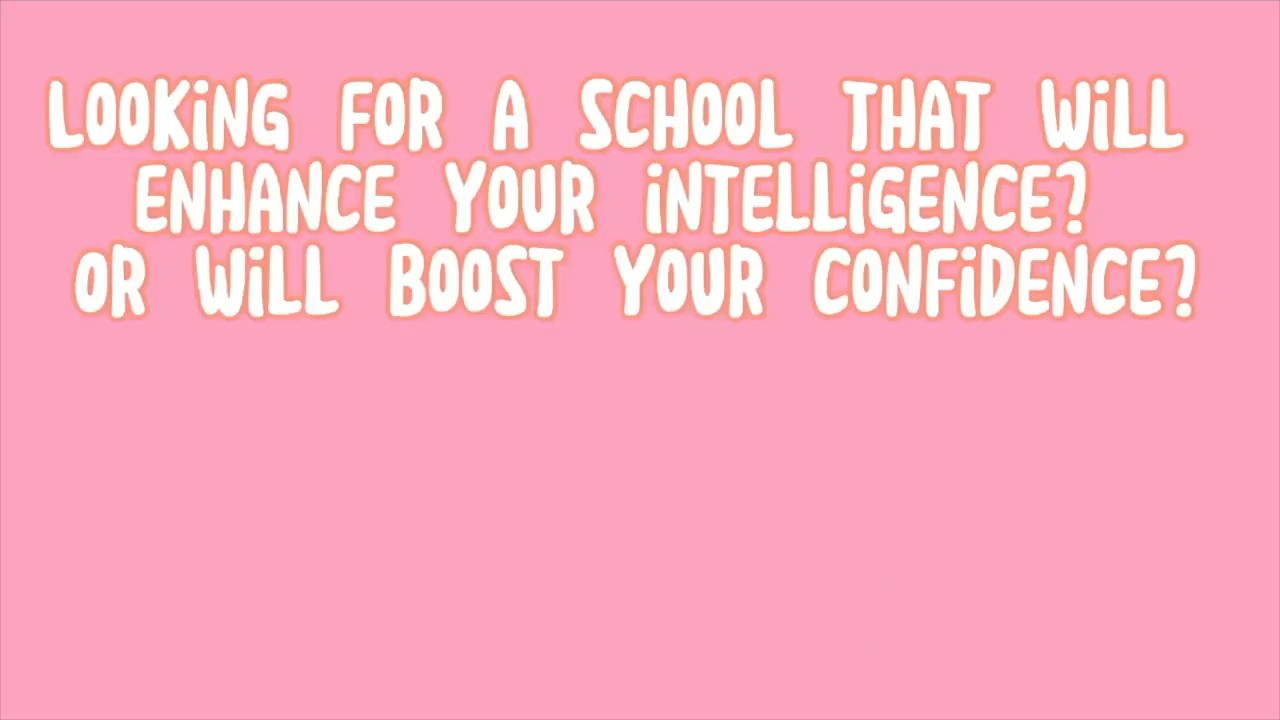 LOOKiNG FOR A SCHOOL THAT WiLL
ENHANCE YOUR iNTELLiGENCE?
OR WiLL BOOST YOUR CONFiDENCE?